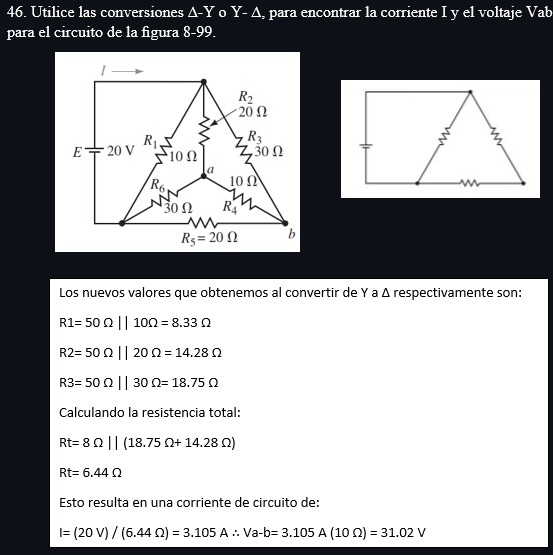 46. Utilice las conversiones Δ-Y o Y- Δ, para encontrar la corriente I y el voltaje Vab
para el circuito de la figura 8-99.
I
R2
20 Ω
E
20 V
R1
10 Ω
R3
30 Ω
a
R6
30 Ω
10 Ω
R4
R5 = 20 Ω
b
Los nuevos valores que obtenemos al convertir de Y a Δ respectivamente son:
R1= 50 Ω || 10Ω = 8.33 Ω
R2= 50 Ω || 20 Ω = 14.28 Ω
R3= 50 Ω || 30 Ω= 18.75 Ω
Calculando la resistencia total:
Rt= 8 Ω || (18.75 Ω+ 14.28 Ω)
Rt= 6.44 Ω
Esto resulta en una corriente de circuito de:
I= (20 V) / (6.44 Ω) = 3.105 A ∴ Va-b= 3.105 A (10 Ω) = 31.02 V